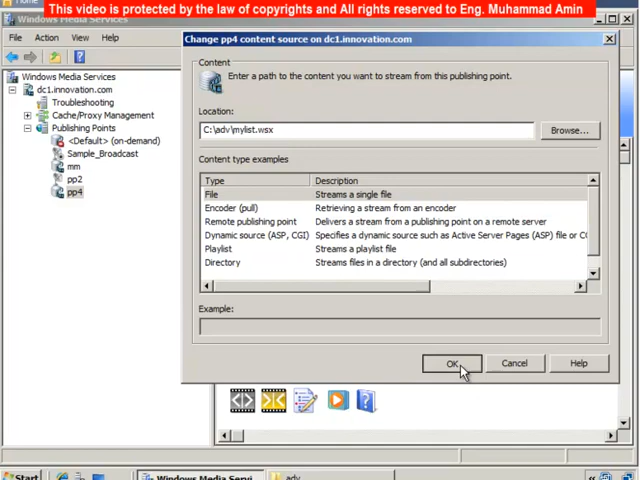 Home
This video is protected by the law of copyrights and All rights reserved to Eng. Muhammad Amin
Windows Media Services
File Action View Help
Windows Media Services
dc1.innovation.com
Troubleshooting
Cache/Proxy Management
Publishing Points
<Default> (on-demand)
Sample_Broadcast
mm
pp2
pp4
Change pp4 content source on dc1.innovation.com
Content
Enter a path to the content you want to stream from this publishing point.
Location:
C:\adv\mylist.wsx
Browse...
Content type examples
Type Description
File Streams a single file
Encoder (pull) Retrieving a stream from an encoder
Remote publishing point Delivers a stream from a publishing point on a remote server
Dynamic source (ASP, CGI) Specifies a dynamic source such as Active Server Pages (ASP) file or C
Playlist Streams a playlist file
Directory Streams files in a directory (and all subdirectories)
Example:
OK Cancel Help
Start Windows Media Servi... adv